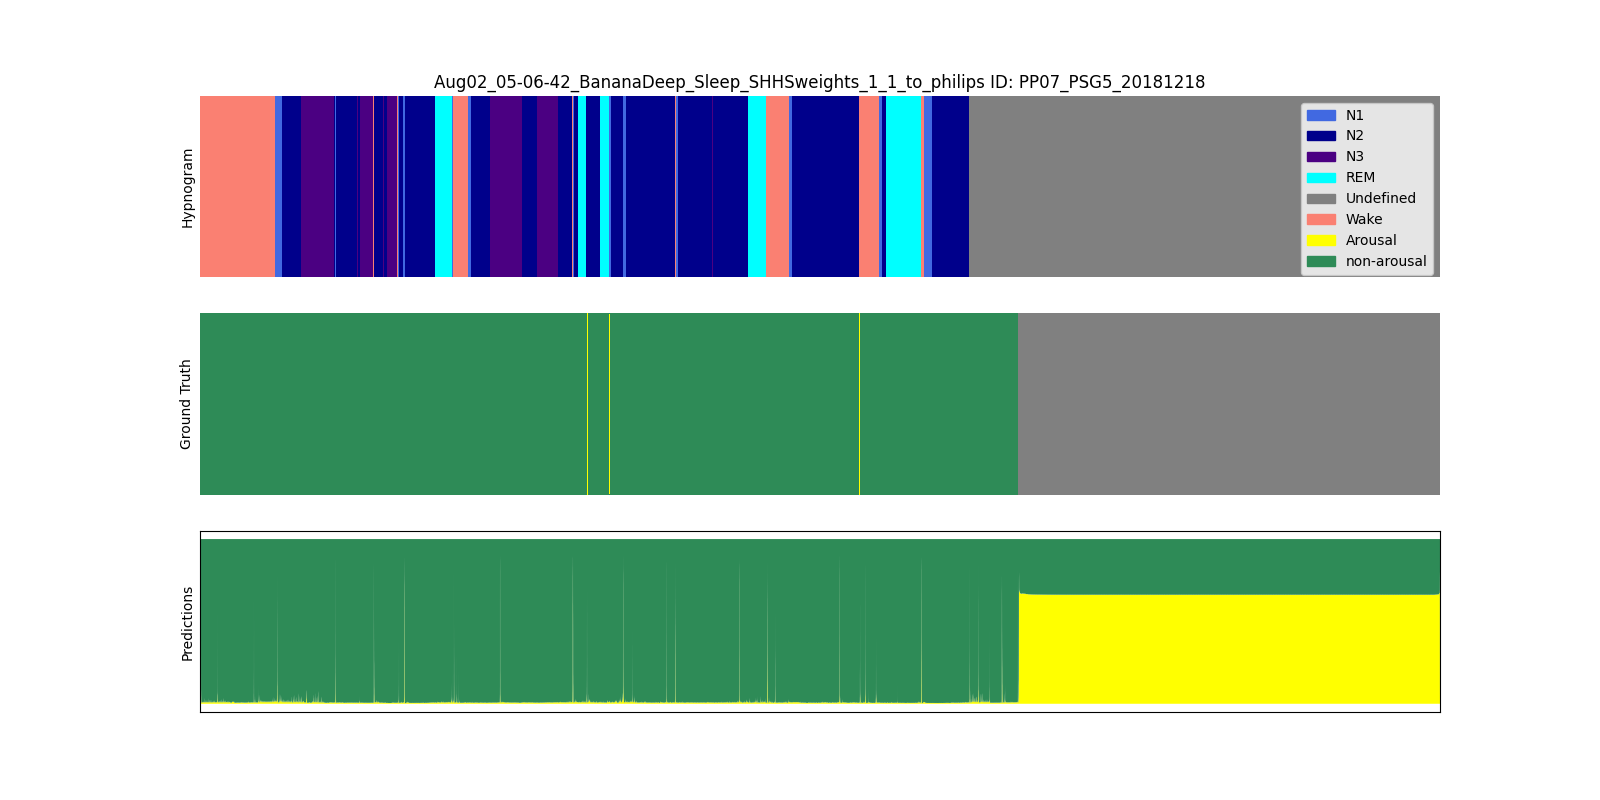 Aug02_05-06-42_BananaDeep_Sleep_SHHSweights_1_1_to_philips ID: PP07_PSG5_20181218
Hypnogram
N1
N2
N3
REM
Undefined
Wake
Arousal
non-arousal
Ground Truth
Predictions